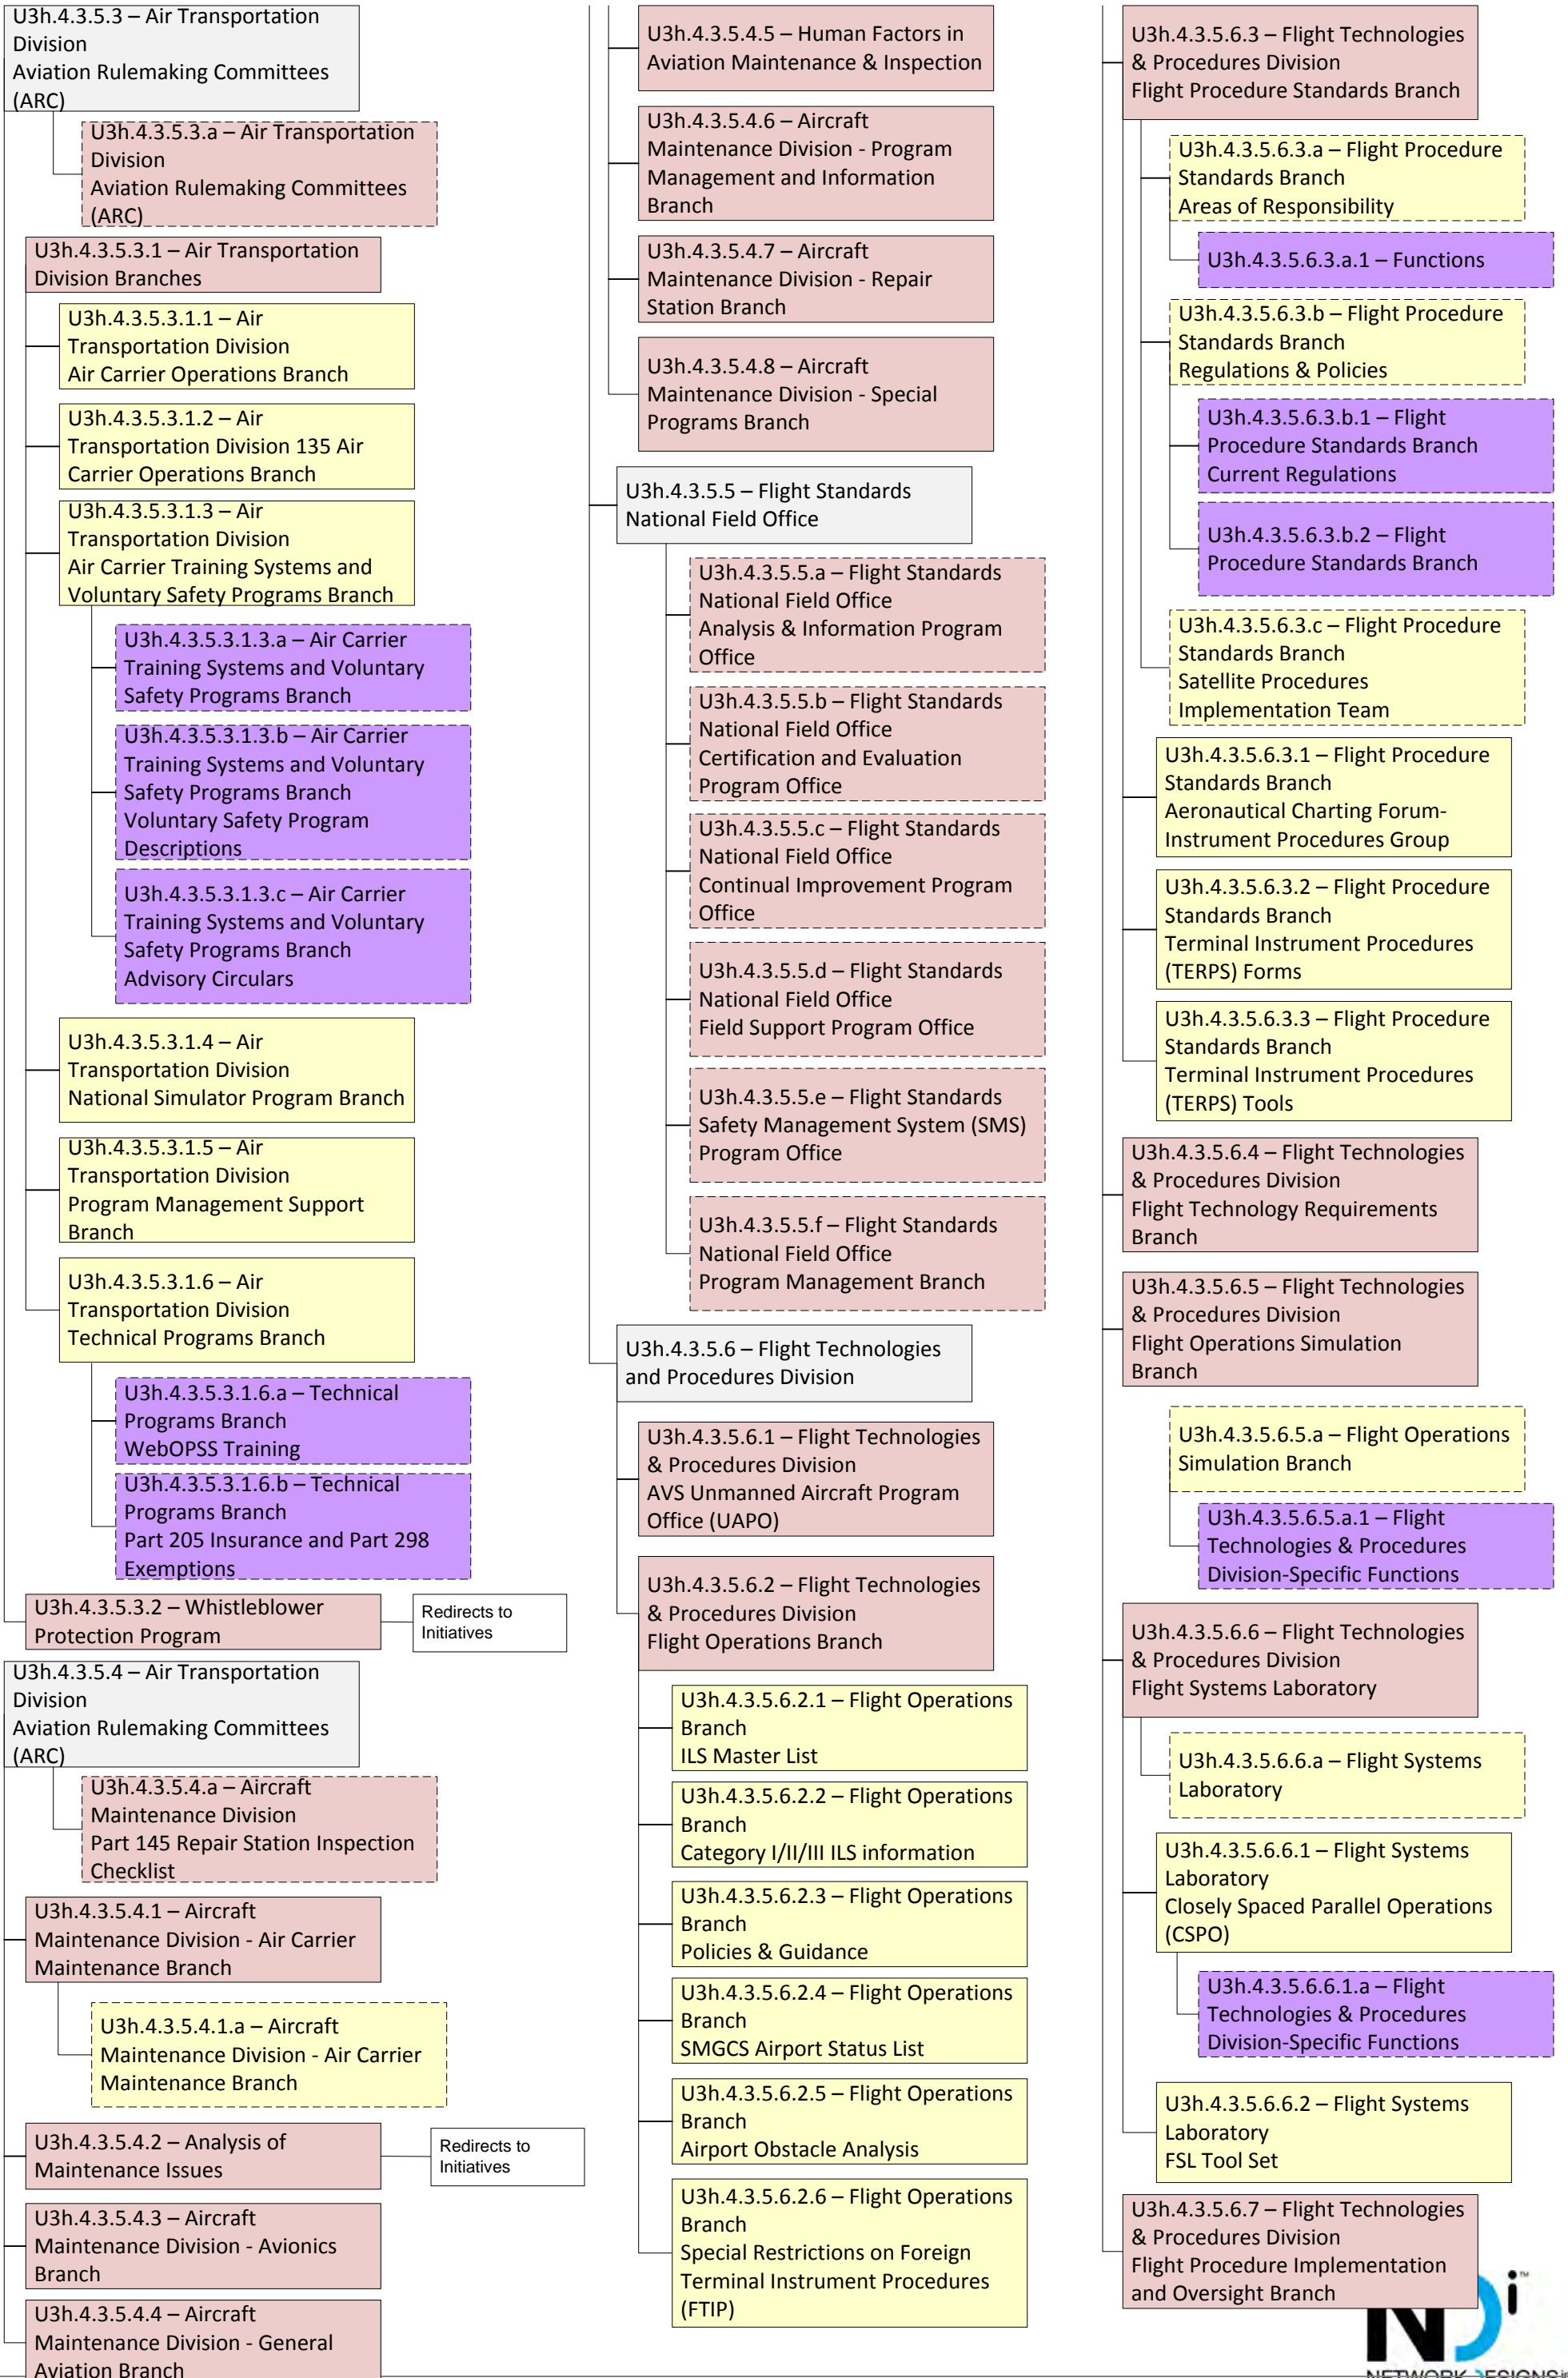 U3h.4.3.5.3 – Air Transportation
Division
Aviation Rulemaking Committees
(ARC)
U3h.4.3.5.3.a – Air Transportation
Division
Aviation Rulemaking Committees
(ARC)
U3h.4.3.5.3.1 – Air Transportation
Division Branches
U3h.4.3.5.3.1.1 – Air
Transportation Division
Air Carrier Operations Branch
U3h.4.3.5.3.1.2 – Air
Transportation Division 135 Air
Carrier Operations Branch
U3h.4.3.5.3.1.3 – Air
Transportation Division
Air Carrier Training Systems and
Voluntary Safety Programs Branch
U3h.4.3.5.3.1.3.a – Air Carrier
Training Systems and Voluntary
Safety Programs Branch
U3h.4.3.5.3.1.3.b – Air Carrier
Training Systems and Voluntary
Safety Programs Branch
Voluntary Safety Program
Descriptions
U3h.4.3.5.3.1.3.c – Air Carrier
Training Systems and Voluntary
Safety Programs Branch
Advisory Circulars
U3h.4.3.5.3.1.4 – Air
Transportation Division
National Simulator Program Branch
U3h.4.3.5.3.1.5 – Air
Transportation Division
Program Management Support
Branch
U3h.4.3.5.3.1.6 – Air
Transportation Division
Technical Programs Branch
U3h.4.3.5.3.1.6.a – Technical
Programs Branch
WebOPSS Training
U3h.4.3.5.3.1.6.b – Technical
Programs Branch
Part 205 Insurance and Part 298
Exemptions
U3h.4.3.5.3.2 – Whistleblower
Protection Program
Redirects to
Initiatives
U3h.4.3.5.4 – Air Transportation
Division
Aviation Rulemaking Committees
(ARC)
U3h.4.3.5.4.a – Aircraft
Maintenance Division
Part 145 Repair Station Inspection
Checklist
U3h.4.3.5.4.1 – Aircraft
Maintenance Division - Air Carrier
Maintenance Branch
U3h.4.3.5.4.1.a – Aircraft
Maintenance Division - Air Carrier
Maintenance Branch
U3h.4.3.5.4.2 – Analysis of
Maintenance Issues
Redirects to
Initiatives
U3h.4.3.5.4.3 – Aircraft
Maintenance Division - Avionics
Branch
U3h.4.3.5.4.4 – Aircraft
Maintenance Division - General
Aviation Branch
U3h.4.3.5.4.5 – Human Factors in
Aviation Maintenance & Inspection
U3h.4.3.5.4.6 – Aircraft
Maintenance Division - Program
Management and Information
Branch
U3h.4.3.5.4.7 – Aircraft
Maintenance Division - Repair
Station Branch
U3h.4.3.5.4.8 – Aircraft
Maintenance Division - Special
Programs Branch
U3h.4.3.5.5 – Flight Standards
National Field Office
U3h.4.3.5.5.a – Flight Standards
National Field Office
Analysis & Information Program
Office
U3h.4.3.5.5.b – Flight Standards
National Field Office
Certification and Evaluation
Program Office
U3h.4.3.5.5.c – Flight Standards
National Field Office
Continual Improvement Program
Office
U3h.4.3.5.5.d – Flight Standards
National Field Office
Field Support Program Office
U3h.4.3.5.5.e – Flight Standards
Safety Management System (SMS)
Program Office
U3h.4.3.5.5.f – Flight Standards
National Field Office
Program Management Branch
U3h.4.3.5.6 – Flight Technologies
and Procedures Division
U3h.4.3.5.6.1 – Flight Technologies
& Procedures Division
AVS Unmanned Aircraft Program
Office (UAPO)
U3h.4.3.5.6.2 – Flight Technologies
& Procedures Division
Flight Operations Branch
U3h.4.3.5.6.2.1 – Flight Operations
Branch
ILS Master List
U3h.4.3.5.6.2.2 – Flight Operations
Branch
Category I/II/III ILS information
U3h.4.3.5.6.2.3 – Flight Operations
Branch
Policies & Guidance
U3h.4.3.5.6.2.4 – Flight Operations
Branch
SMGCS Airport Status List
U3h.4.3.5.6.2.5 – Flight Operations
Branch
Airport Obstacle Analysis
U3h.4.3.5.6.2.6 – Flight Operations
Branch
Special Restrictions on Foreign
Terminal Instrument Procedures
(FTIP)
U3h.4.3.5.6.3 – Flight Technologies
& Procedures Division
Flight Procedure Standards Branch
U3h.4.3.5.6.3.a – Flight Procedure
Standards Branch
Areas of Responsibility
U3h.4.3.5.6.3.a.1 – Functions
U3h.4.3.5.6.3.b – Flight Procedure
Standards Branch
Regulations & Policies
U3h.4.3.5.6.3.b.1 – Flight
Procedure Standards Branch
Current Regulations
U3h.4.3.5.6.3.b.2 – Flight
Procedure Standards Branch
U3h.4.3.5.6.3.c – Flight Procedure
Standards Branch
Satellite Procedures
Implementation Team
U3h.4.3.5.6.3.1 – Flight Procedure
Standards Branch
Aeronautical Charting Forum-
Instrument Procedures Group
U3h.4.3.5.6.3.2 – Flight Procedure
Standards Branch
Terminal Instrument Procedures
(TERPS) Forms
U3h.4.3.5.6.3.3 – Flight Procedure
Standards Branch
Terminal Instrument Procedures
(TERPS) Tools
U3h.4.3.5.6.4 – Flight Technologies
& Procedures Division
Flight Technology Requirements
Branch
U3h.4.3.5.6.5 – Flight Technologies
& Procedures Division
Flight Operations Simulation
Branch
U3h.4.3.5.6.5.a – Flight Operations
Simulation Branch
U3h.4.3.5.6.5.a.1 – Flight
Technologies & Procedures
Division-Specific Functions
U3h.4.3.5.6.6 – Flight Technologies
& Procedures Division
Flight Systems Laboratory
U3h.4.3.5.6.6.a – Flight Systems
Laboratory
U3h.4.3.5.6.6.1 – Flight Systems
Laboratory
Closely Spaced Parallel Operations
(CSPO)
U3h.4.3.5.6.6.1.a – Flight
Technologies & Procedures
Division-Specific Functions
U3h.4.3.5.6.6.2 – Flight Systems
Laboratory
FSL Tool Set
U3h.4.3.5.6.7 – Flight Technologies
& Procedures Division
Flight Procedure Implementation
and Oversight Branch
NDi™
NETWORK DESIGNS